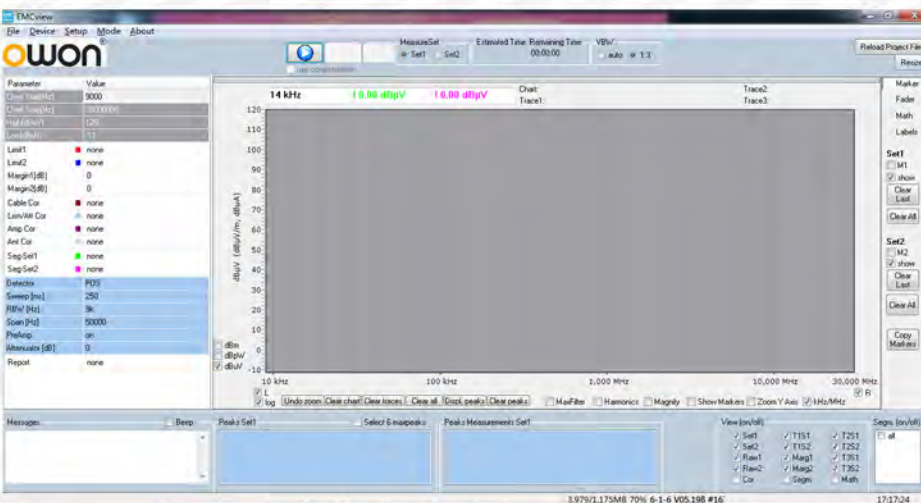 EMCview
File Device Setup Mode About
owon®
MeasureSet
Set1 Set2
Estimated Time Remaining Time
00:00:00
VBW
auto 1:3
Reload Project File
Resize
Parameter Value
9000
Limit1 none
Limit2 none
Margin1[dB] 0
Margin2[dB] 0
Cable Cor none
Lisn/Att Cor none
Amp Cor none
Ant Cor none
Seg Set1 none
Seg Set2 none
Detector POS
Sweep [ms] 250
RBW [Hz] 9k
Span [Hz] 50000
PreAmp on
Attenuator [dB] 0
Report none
14 kHz
Chart:
Trace1:
Trace2:
Trace3:
120
110
100
90
80
70
60
50
40
30
20
10
0
-10
dBµV (dBµV/m, dBµA)
dBm
dBpW
dBuV
10 kHz 100 kHz 1,000 MHz 10,000 MHz 30,000 MHz
L
R
log Undo zoom Clear chart Clear traces Clear all Displ. peaks Clear peaks MaxFilter Harmonics Magnify Show Markers Zoom Y Axis kHz/MHz
Marker
Fader
Math
Labels
Set1
M1
show
Clear Last
Clear All
Set2
M2
show
Clear Last
Clear All
Copy Markers
Messages Beep
Peaks Set1 Select 6 maxpeaks
Peaks Measurements Set1
View (on/off)
Set1 T1S1 T2S1
Set2 T1S2 T2S2
Raw1 Marg1 T3S1
Raw2 Marg2 T3S2
Cor Segm Math
Segm. (on/off)
all
3.979/1.175MB 70% 6-1-6 V05.198 #16
17:17:24